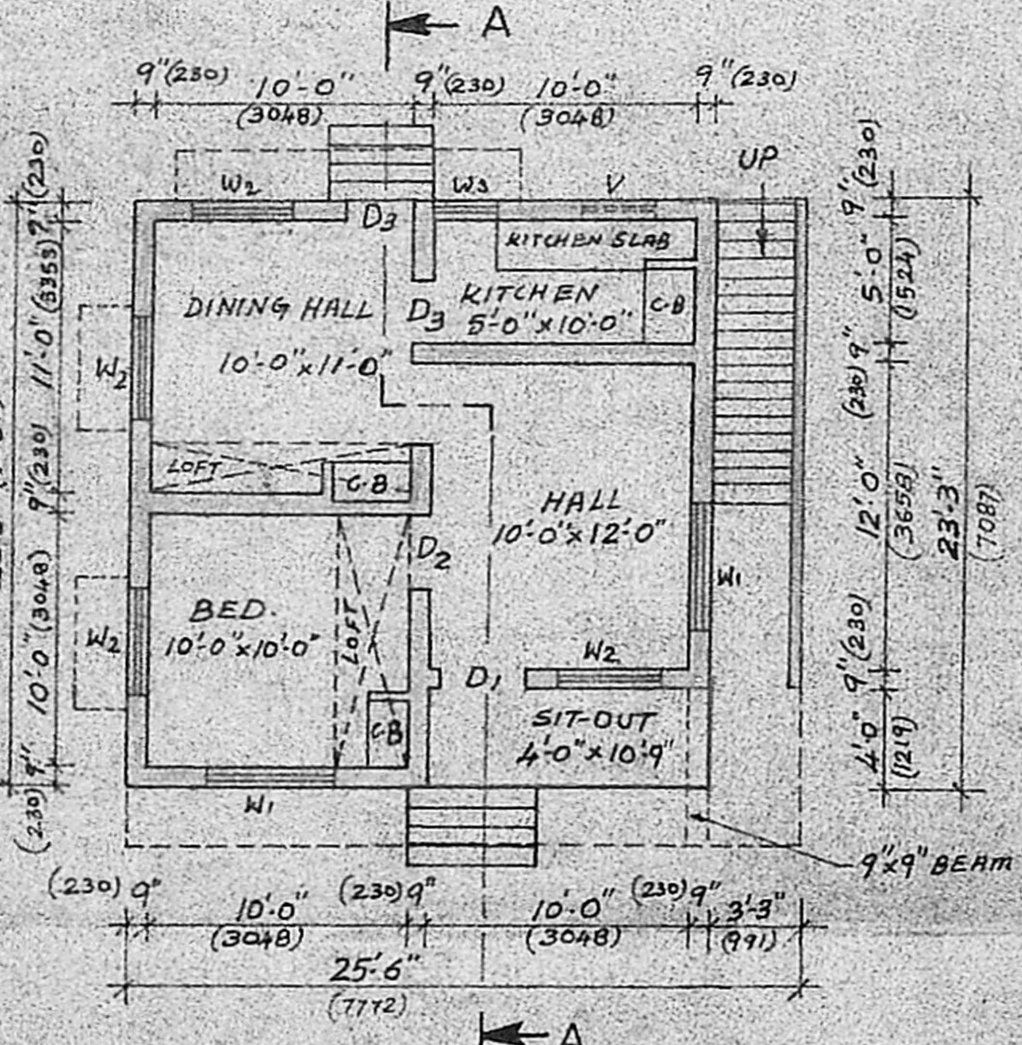 A
9"(230) 10'-0" 9"(230) 10'-0" 9"(230)
(3048) (3048)
UP
W2 W3 V
D3
KITCHEN SLAB
DINING HALL
D3
KITCHEN
5'-0"x10'-0"
C·B
10'-0"x11'-0"
W2
LOFT
C·B
HALL
10'-0"x12'-0"
D2
W1
BED.
10'-0"x10'-0"
LOFT
W2
W2
D1
C·B
SIT-OUT
4'-0"x10'-9"
W1
9"x9" BEAM
9"(230)
11'-0"(3353)
9"(230)
10'-0"(3048)
9"
(230)
9"(230)
5'-0"
(1524)
9"
(230)
12'-0"
(3658)
9"(230)
4'-0"
(1219)
23'-3"
(7087)
(230) 9" (230) 9" (230) 9"
10'-0" 10'-0" 3'-3"
(3048) (3048) (991)
25'-6"
(7772)
A